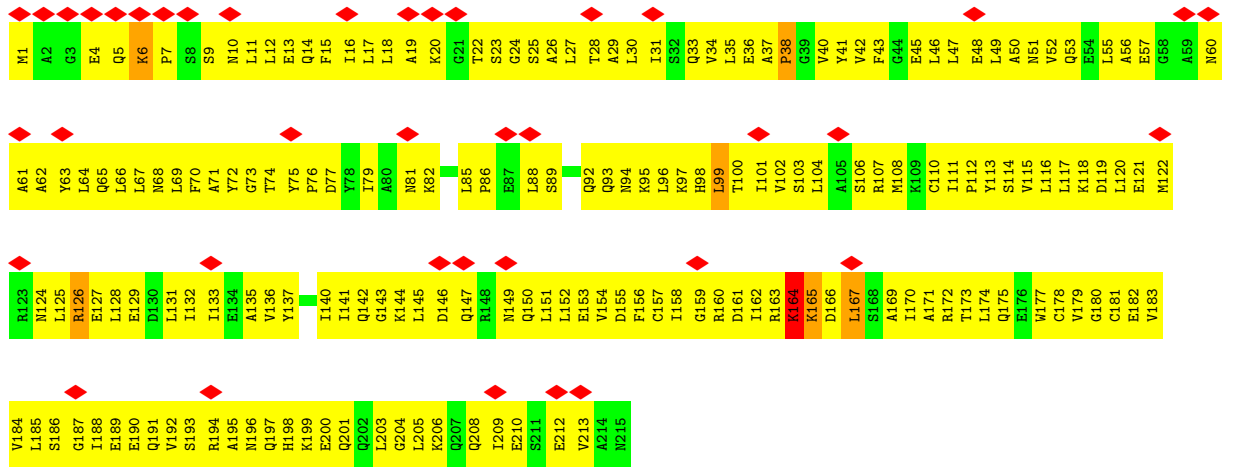 M1 A2 G3 E4 Q5 K6 P7 S8 S9 N10 L11 L12 E13 Q14 F15 I16 L17 L18 A19 K20 G21 T22 S23 G24 S25 A26 L27 T28 A29 L30 I31 S32 Q33 V34 L35 E36 A37 P38 G39 V40 Y41 V42 F43 G44 E45 L46 L47 E48 L49 A50 N51 V52 Q53 E54 L55 A56 E57 G58 A59 N60
A61 A62 Y63 L64 Q65 L66 L67 N68 L69 F70 A71 Y72 G73 T74 Y75 P76 D77 Y78 I79 A80 N81 K82 L85 P86 E87 L88 S89 Q92 Q93 N94 K95 L96 K97 H98 L99 T100 I101 V102 S103 L104 A105 S106 R107 M108 K109 C110 I111 P112 Y113 S114 V115 L116 L117 K118 D119 L120 E121 M122
R123 N124 L125 R126 E127 L128 E129 D130 L131 I132 I133 E134 A135 V136 Y137 I140 I141 Q142 G143 K144 L145 D146 Q147 R148 N149 Q150 L151 L152 E153 V154 D155 F156 C157 I158 G159 R160 D161 I162 R163 K164 K165 D166 L167 S168 A169 I170 A171 R172 T173 L174 Q175 E176 W177 C178 V179 G180 C181 E182 V183
V184 L185 S186 G187 I188 E189 E190 Q191 V192 S193 R194 A195 N196 Q197 H198 K199 E200 Q201 Q202 L203 G204 L205 K206 Q207 Q208 I209 E210 S211 E212 V213 A214 N215